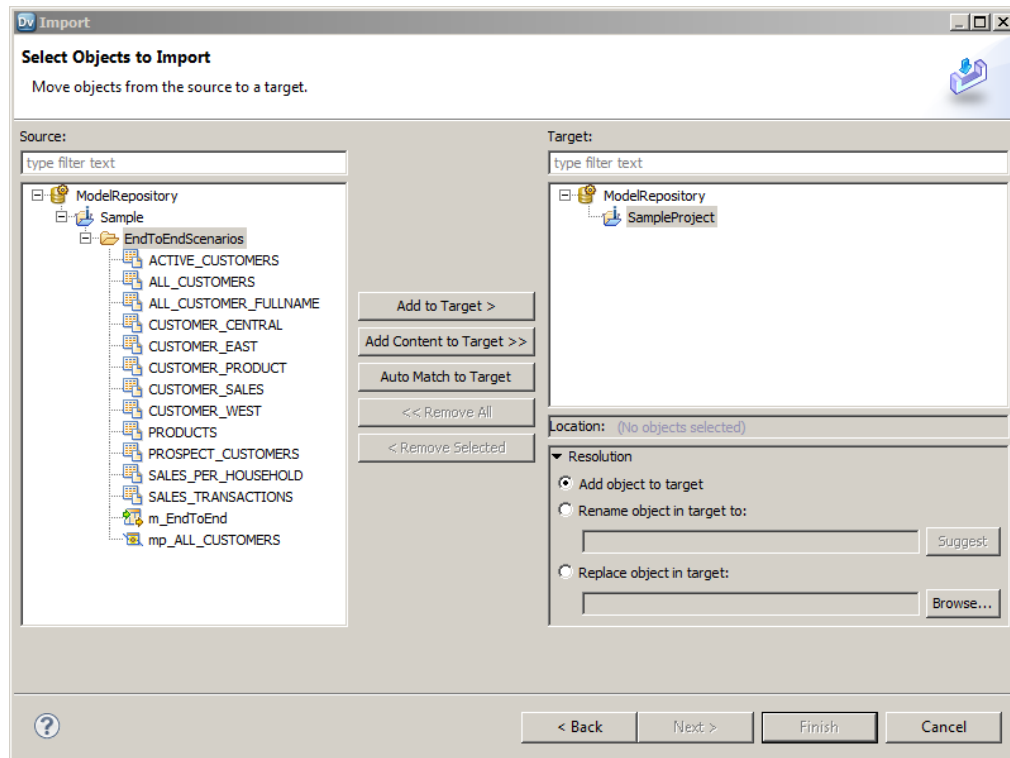 Dv Import
Select Objects to Import
Move objects from the source to a target.
Source:
type filter text
ModelRepository
Sample
EndToEndScenarios
ACTIVE_CUSTOMERS
ALL_CUSTOMERS
ALL_CUSTOMER_FULLNAME
CUSTOMER_CENTRAL
CUSTOMER_EAST
CUSTOMER_PRODUCT
CUSTOMER_SALES
CUSTOMER_WEST
PRODUCTS
PROSPECT_CUSTOMERS
SALES_PER_HOUSEHOLD
SALES_TRANSACTIONS
m_EndToEnd
mp_ALL_CUSTOMERS
Add to Target >
Add Content to Target >>
Auto Match to Target
<< Remove All
< Remove Selected
Target:
type filter text
ModelRepository
SampleProject
Location: (No objects selected)
Resolution
Add object to target
Rename object in target to:
Suggest
Replace object in target:
Browse...
?
< Back
Next >
Finish
Cancel